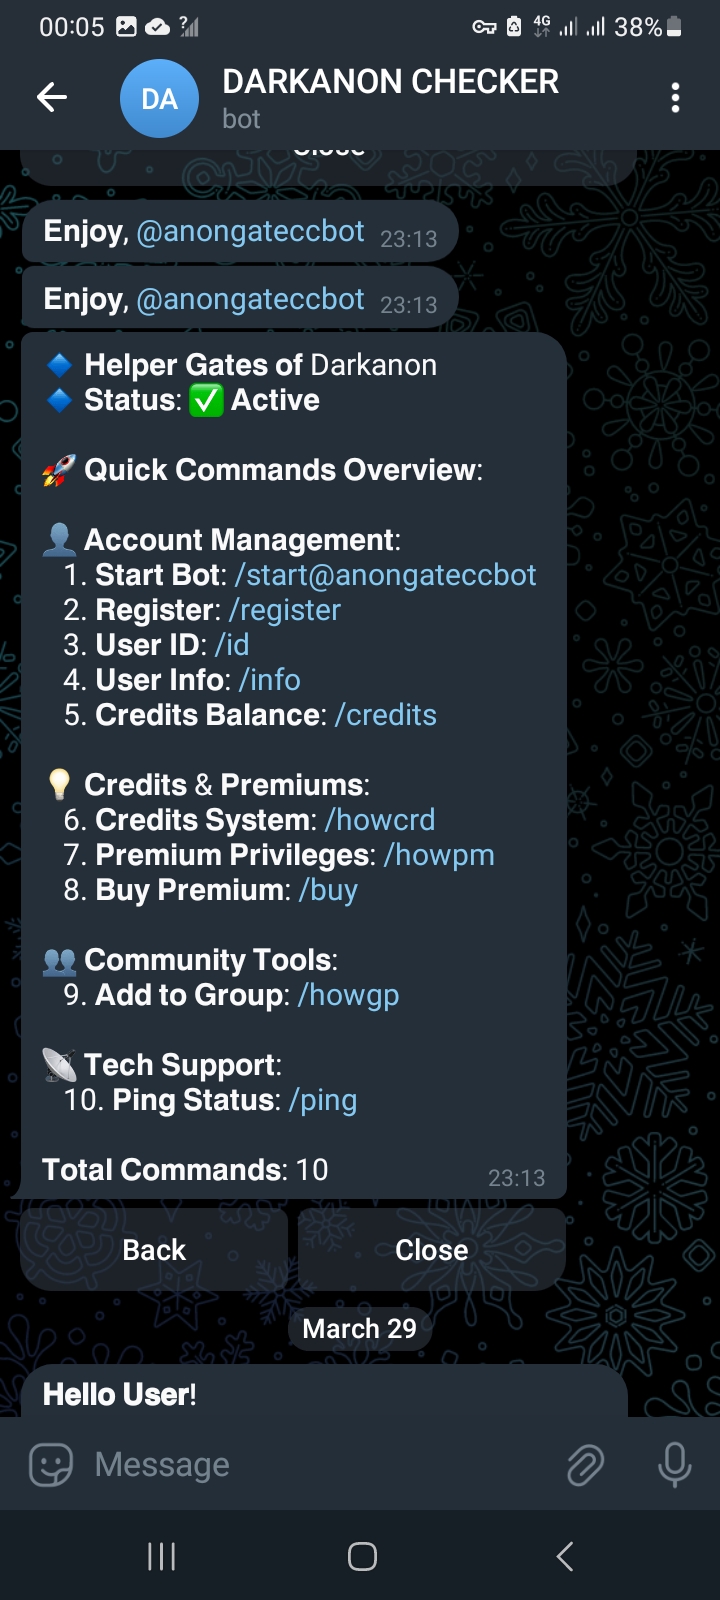 00:05
4G 38%
DA
DARKANON CHECKER
bot
Close
Enjoy, @anongateccbot 23:13
Enjoy, @anongateccbot 23:13
Helper Gates of Darkanon
Status: Active
Quick Commands Overview:
Account Management:
1. Start Bot: /start@anongateccbot
2. Register: /register
3. User ID: /id
4. User Info: /info
5. Credits Balance: /credits
Credits & Premiums:
6. Credits System: /howcrd
7. Premium Privileges: /howpm
8. Buy Premium: /buy
Community Tools:
9. Add to Group: /howgp
Tech Support:
10. Ping Status: /ping
Total Commands: 10 23:13
Back
Close
March 29
Hello User!
Message